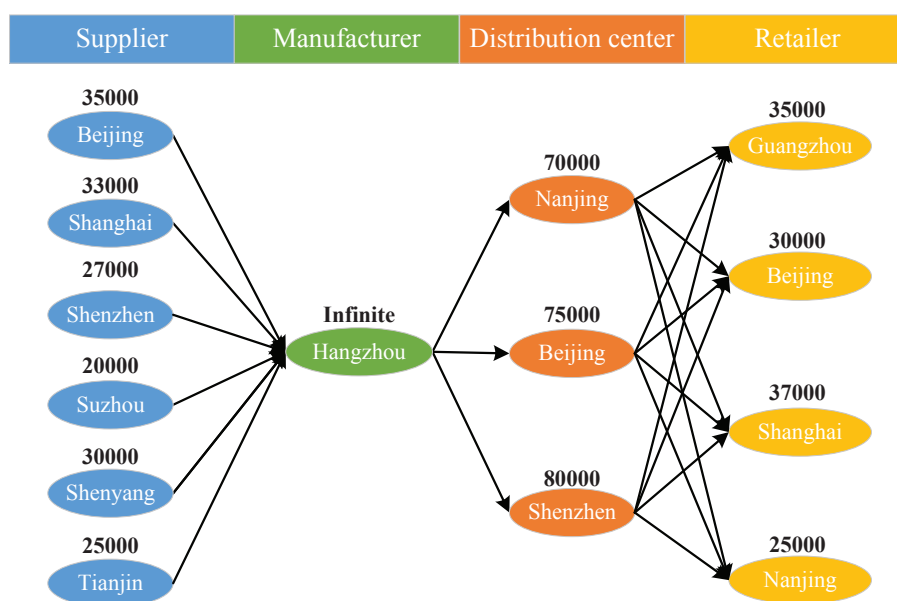 Supplier Manufacturer Distribution center Retailer
35000
Beijing
33000
Shanghai
27000
Shenzhen
20000
Suzhou
30000
Shenyang
25000
Tianjin
Infinite
Hangzhou
70000
Nanjing
75000
Beijing
80000
Shenzhen
35000
Guangzhou
30000
Beijing
37000
Shanghai
25000
Nanjing